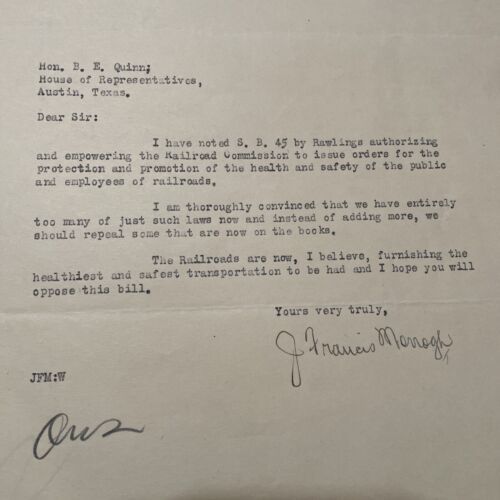 Hon. B. E. Quinn;
House of Representatives,
Austin, Texas.
Dear Sir:
I have noted S. B. 45 by Rawlings authorizing
and empowering the Railroad Commission to issue orders for the
protection and promotion of the health and safety of the public
and employees of railroads.
I am thoroughly convinced that we have entirely
too many of just such laws now and instead of adding more, we
should repeal some that are now on the books.
The Railroads are now, I believe, furnishing the
healthiest and safest transportation to be had and I hope you will
oppose this bill.
Yours very truly,
J Francis Monogh
JFM:W